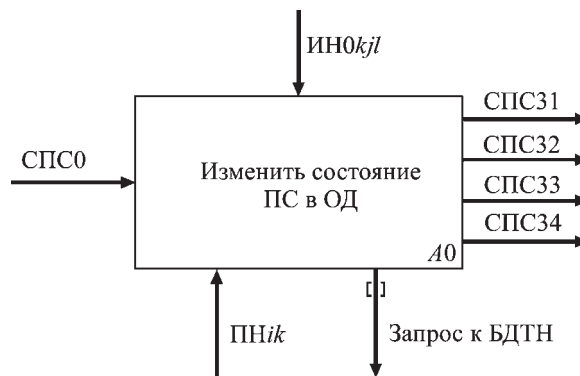 ИН0kjl
СПС0
Изменить состояние
ПС в ОД
A0
СПС31
СПС32
СПС33
СПС34
ПНik
Запрос к БДТН